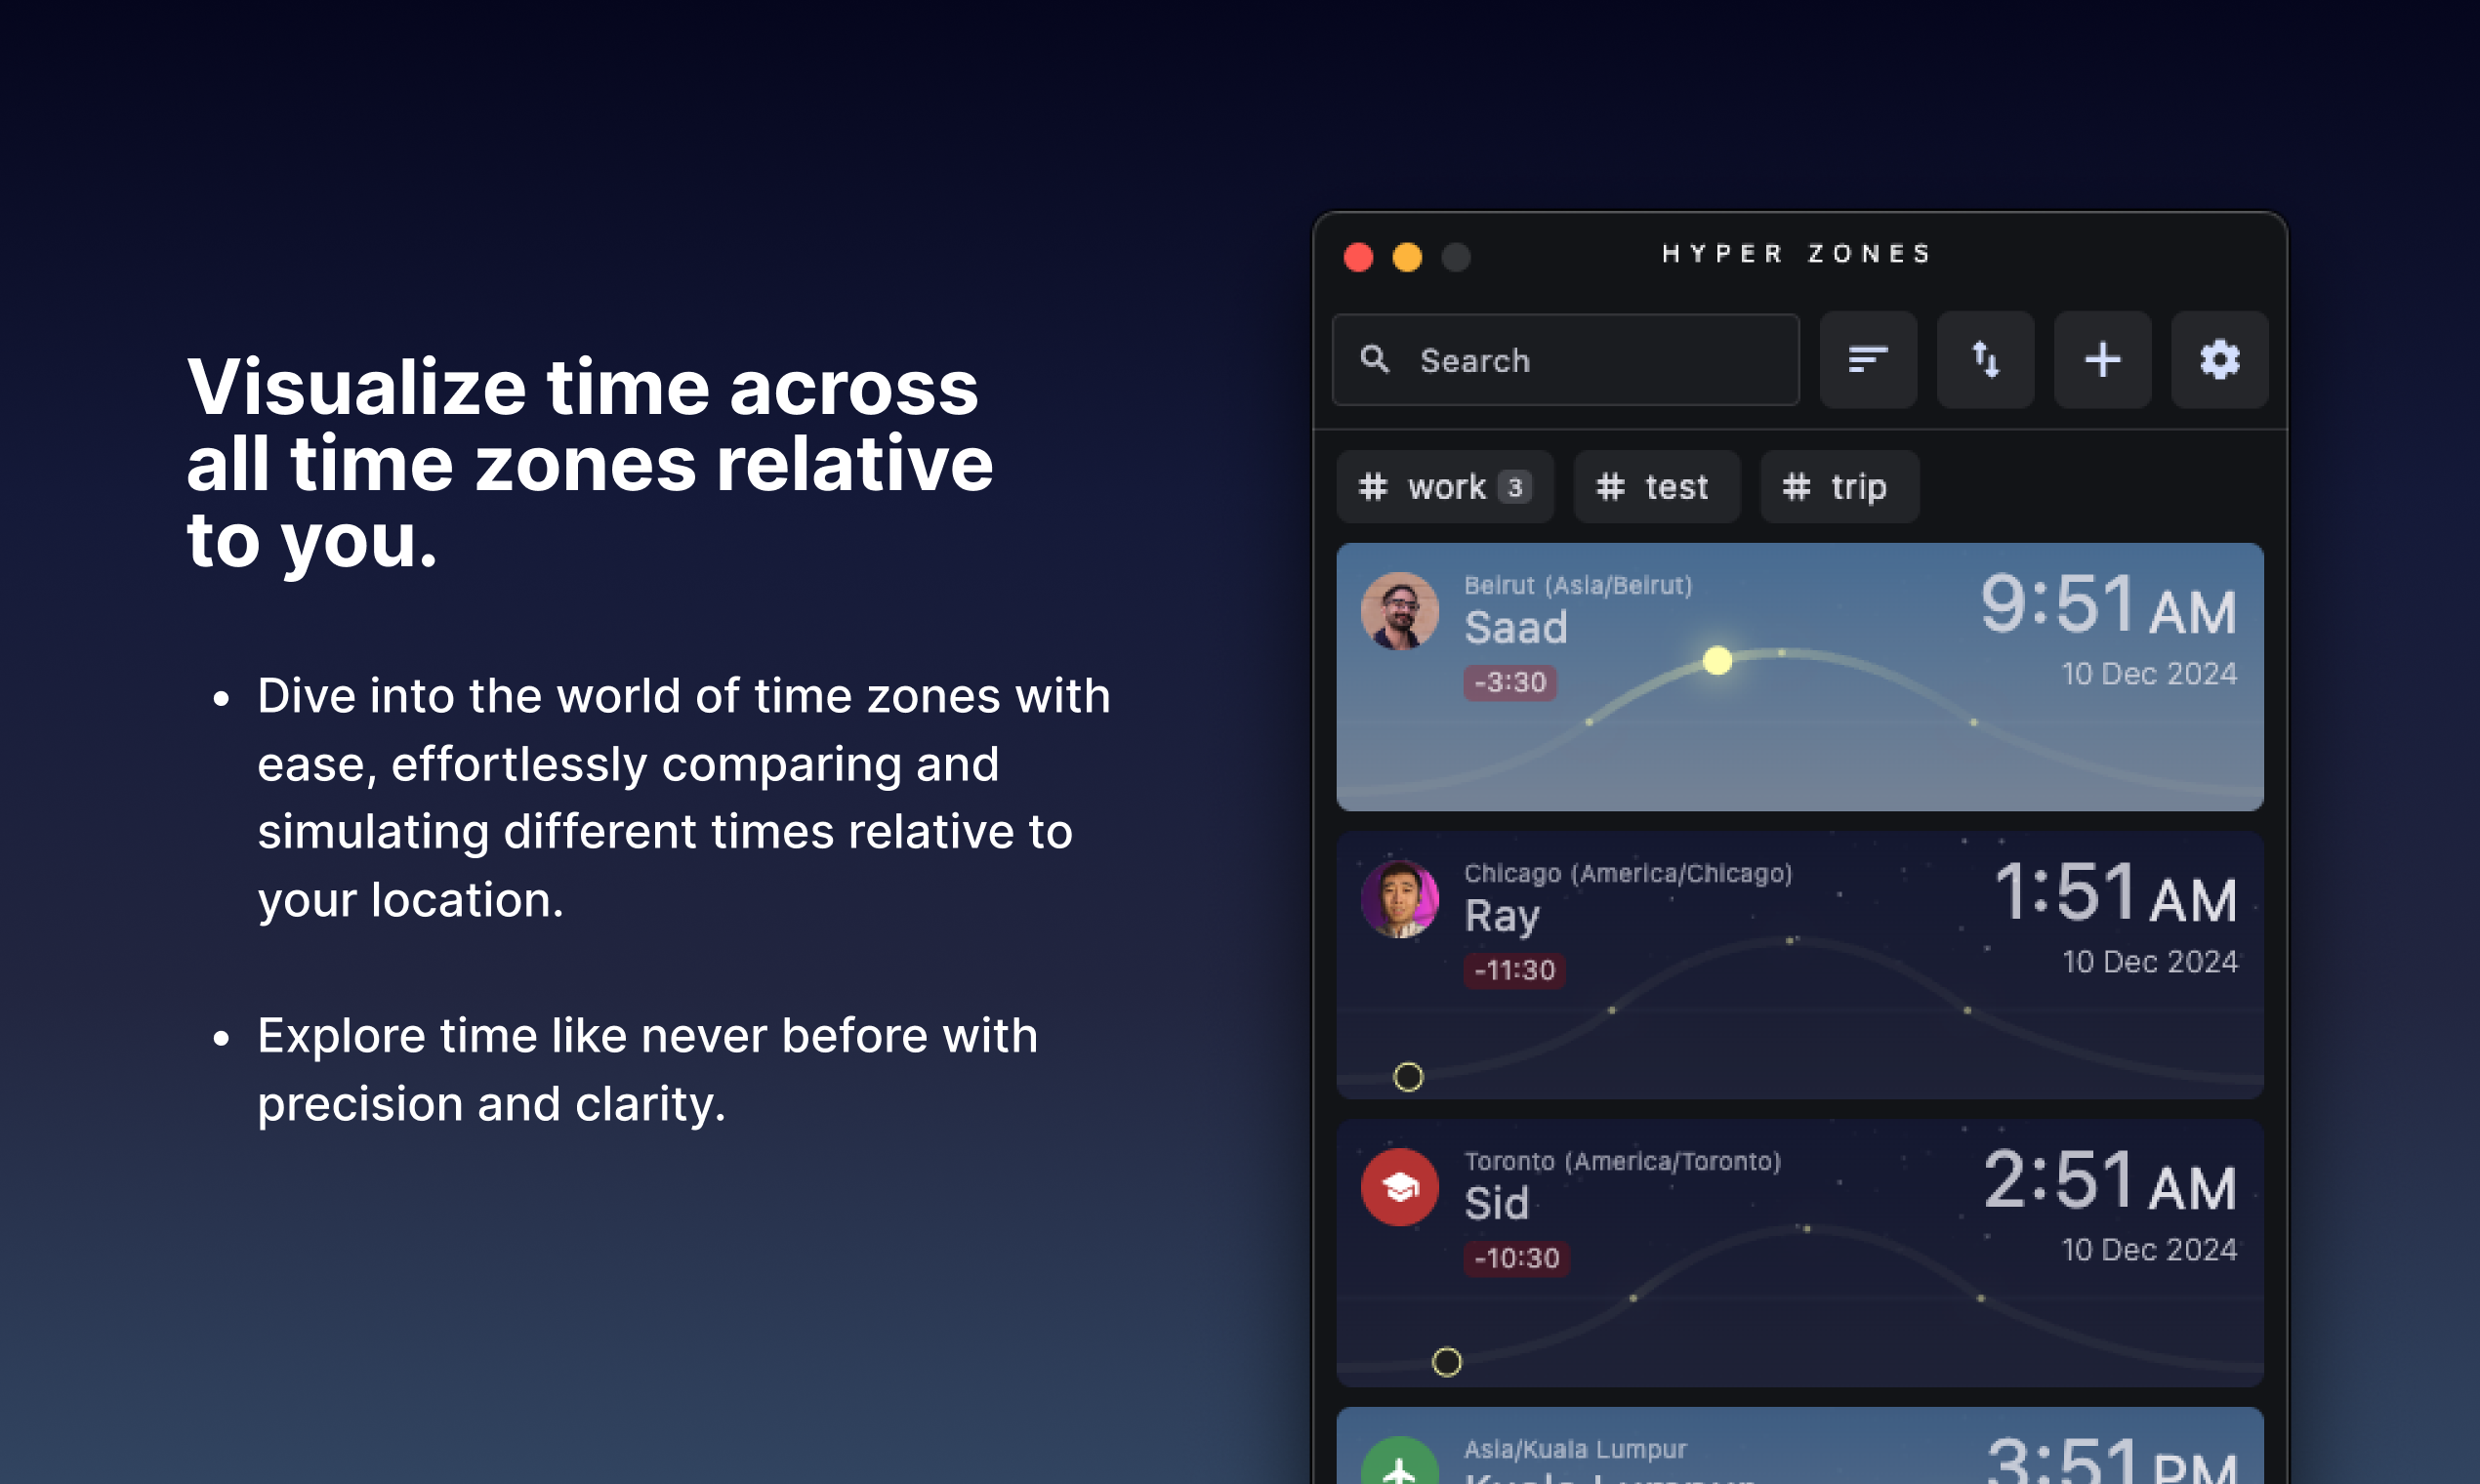 Visualize time across
all time zones relative
to you.
• Dive into the world of time zones with
ease, effortlessly comparing and
simulating different times relative to
your location.
• Explore time like never before with
precision and clarity.
HYPER ZONES
Search
# work 3
# test
# trip
Beirut (Asia/Beirut)
Saad
-3:30
9:51 AM
10 Dec 2024
Chicago (America/Chicago)
Ray
-11:30
1:51 AM
10 Dec 2024
Toronto (America/Toronto)
Sid
-10:30
2:51 AM
10 Dec 2024
Asia/Kuala Lumpur
Kuala Lumpur
3:51 PM